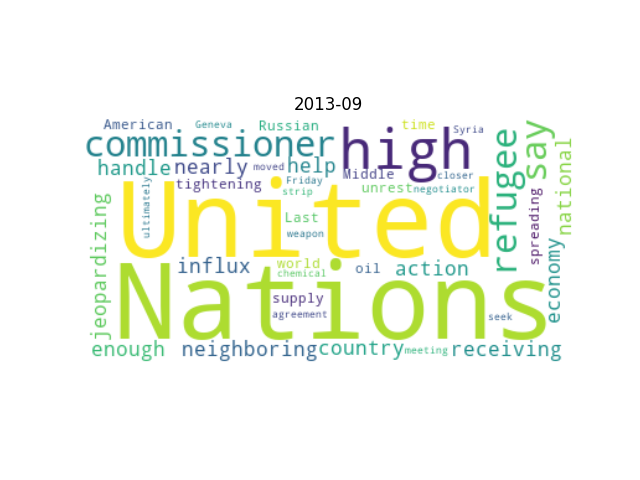 2013-09
American Geneva Russian time Syria
commissioner high say
handle nearly moved help Middle closer
tightening Friday unrest negotiator
strip
ultimately United refugee spreading national
jeopardizing Last
weapon
influx world oil action economy
chemical
Nations
supply
agreement seek
enough neighboring country meeting receiving